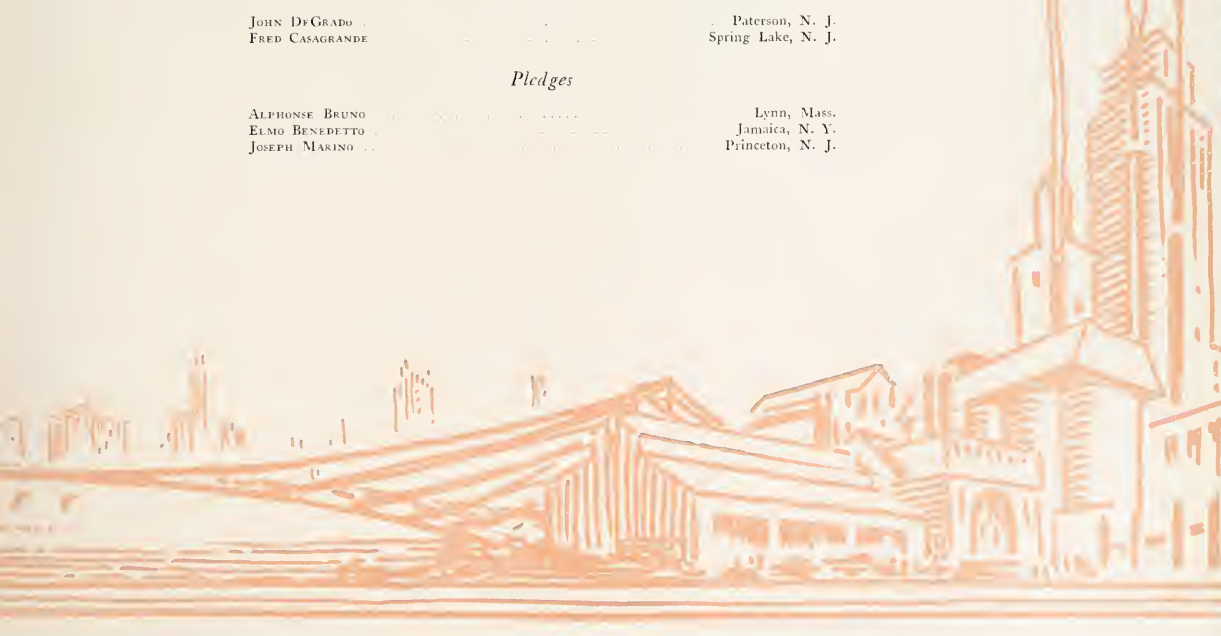 John DeGrado . . . Paterson, N. J.
Fred Casagrande . . . . Spring Lake, N. J.
Pledges
Alphonse Bruno . . . . . . . . . . Lynn, Mass.
Elmo Benedetto . . . . Jamaica, N. Y.
Joseph Marino . . . . . . . Princeton, N. J.